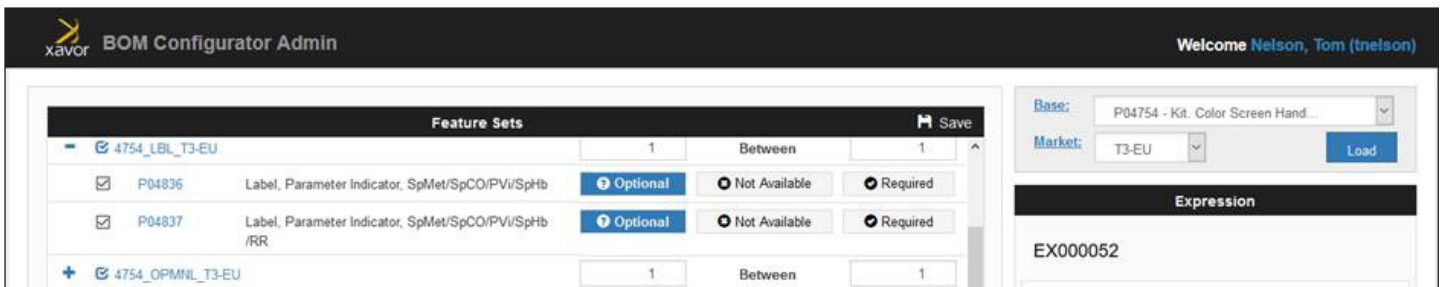 xavor BOM Configurator Admin
Welcome Nelson, Tom (tnelson)
Feature Sets Save
4754_LBL_T3-EU 1 Between 1
P04836 Label, Parameter Indicator, SpMet/SpCO/PVi/SpHb Optional Not Available Required
P04837 Label, Parameter Indicator, SpMet/SpCO/PVi/SpHb Optional Not Available Required
/RR
4754_OPMNL_T3-EU 1 Between 1
Base: P04754 - Kit. Color Screen Hand...
Market: T3-EU Load
Expression
EX000052